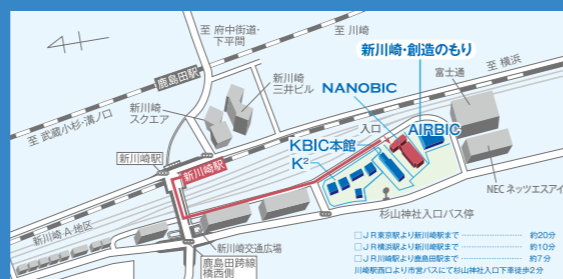 至 府中街道・
下平間
至 川崎
鹿島田駅
新川崎・創造のもり
至 横浜
新川崎
三井ビル
NANOBIC
富士通
新川崎
スクエア
至 武蔵小杉・溝ノ口
入口
AIRBIC
KBIC本館
K²
新川崎駅
新川崎駅
NEC ネッツエスアイ
杉山神社入口バス停
新川崎A地区
新川崎交通広場
鹿島田跨線
橋西側
□JR東京駅より新川崎駅まで 約20分
□JR横浜駅より新川崎駅まで 約10分
□JR川崎駅より鹿島田駅まで 約7分
川崎駅西口より市営バスにて杉山神社入口下車徒歩2分